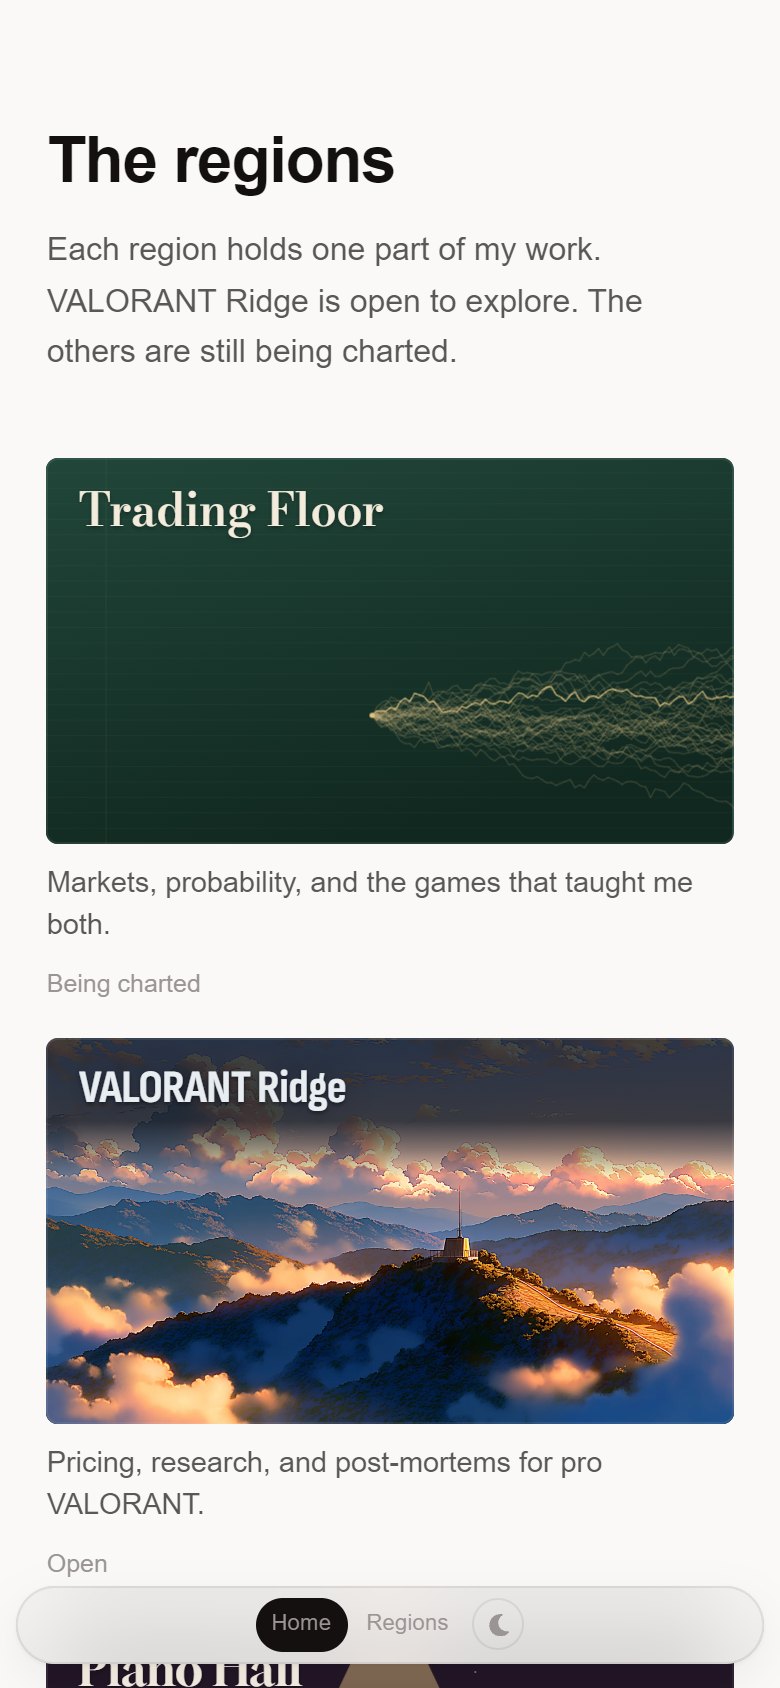 The regions
Each region holds one part of my work.
VALORANT Ridge is open to explore. The
others are still being charted.
Trading Floor
Markets, probability, and the games that taught me
both.
Being charted
VALORANT Ridge
Pricing, research, and post-mortems for pro
VALORANT.
Open
Home Regions
Piano Hall